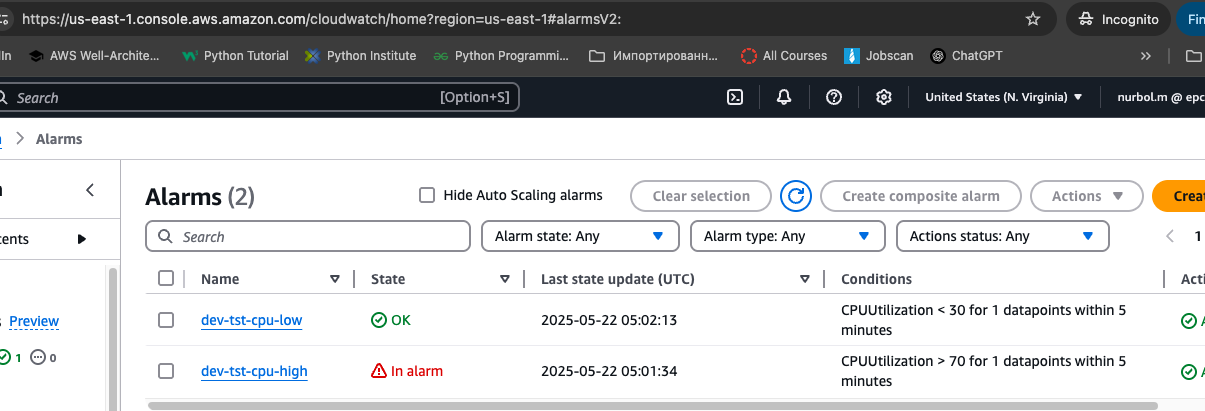 https://us-east-1.console.aws.amazon.com/cloudwatch/home?region=us-east-1#alarmsV2:
Incognito
AWS Well-Archite...
Python Tutorial
Python Institute
Python Programmi...
Импортированн...
All Courses
Jobscan
ChatGPT
Search
[Option+S]
United States (N. Virginia)
nurbol.m @ epc
Alarms
Alarms (2)
Hide Auto Scaling alarms
Clear selection
Create composite alarm
Actions
Search
Alarm state: Any
Alarm type: Any
Actions status: Any
1
Name
State
Last state update (UTC)
Conditions
dev-tst-cpu-low
OK
2025-05-22 05:02:13
CPUUtilization < 30 for 1 datapoints within 5
minutes
Preview
1
0
dev-tst-cpu-high
In alarm
2025-05-22 05:01:34
CPUUtilization > 70 for 1 datapoints within 5
minutes